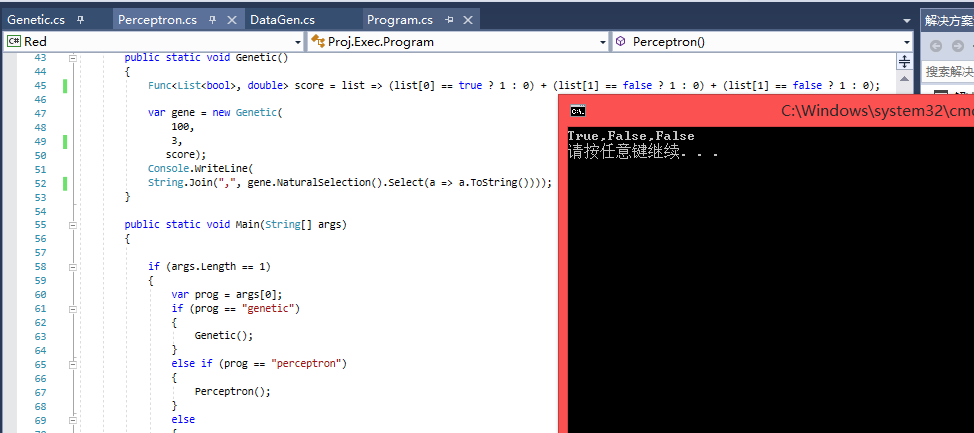 Genetic.cs
Perceptron.cs
DataGen.cs
Program.cs
解决方案
C# Red
Proj.Exec.Program
Perceptron()
搜索解决
43 public static void Genetic()
44 {
45 Func<List<bool>, double> score = list => (list[0] == true ? 1 : 0) + (list[1] == false ? 1 : 0) + (list[1] == false ? 1 : 0);
46
47 var gene = new Genetic(
48 100,
49 3,
50 score);
51 Console.WriteLine(
52 String.Join(",", gene.NaturalSelection().Select(a => a.ToString())));
53 }
54
55 public static void Main(String[] args)
56 {
57
58 if (args.Length == 1)
59 {
60 var prog = args[0];
61 if (prog == "genetic")
62 {
63 Genetic();
64 }
65 else if (prog == "perceptron")
66 {
67 Perceptron();
68 }
69 else
C:\Windows\system32\cmd
True,False,False
请按任意键继续. . .